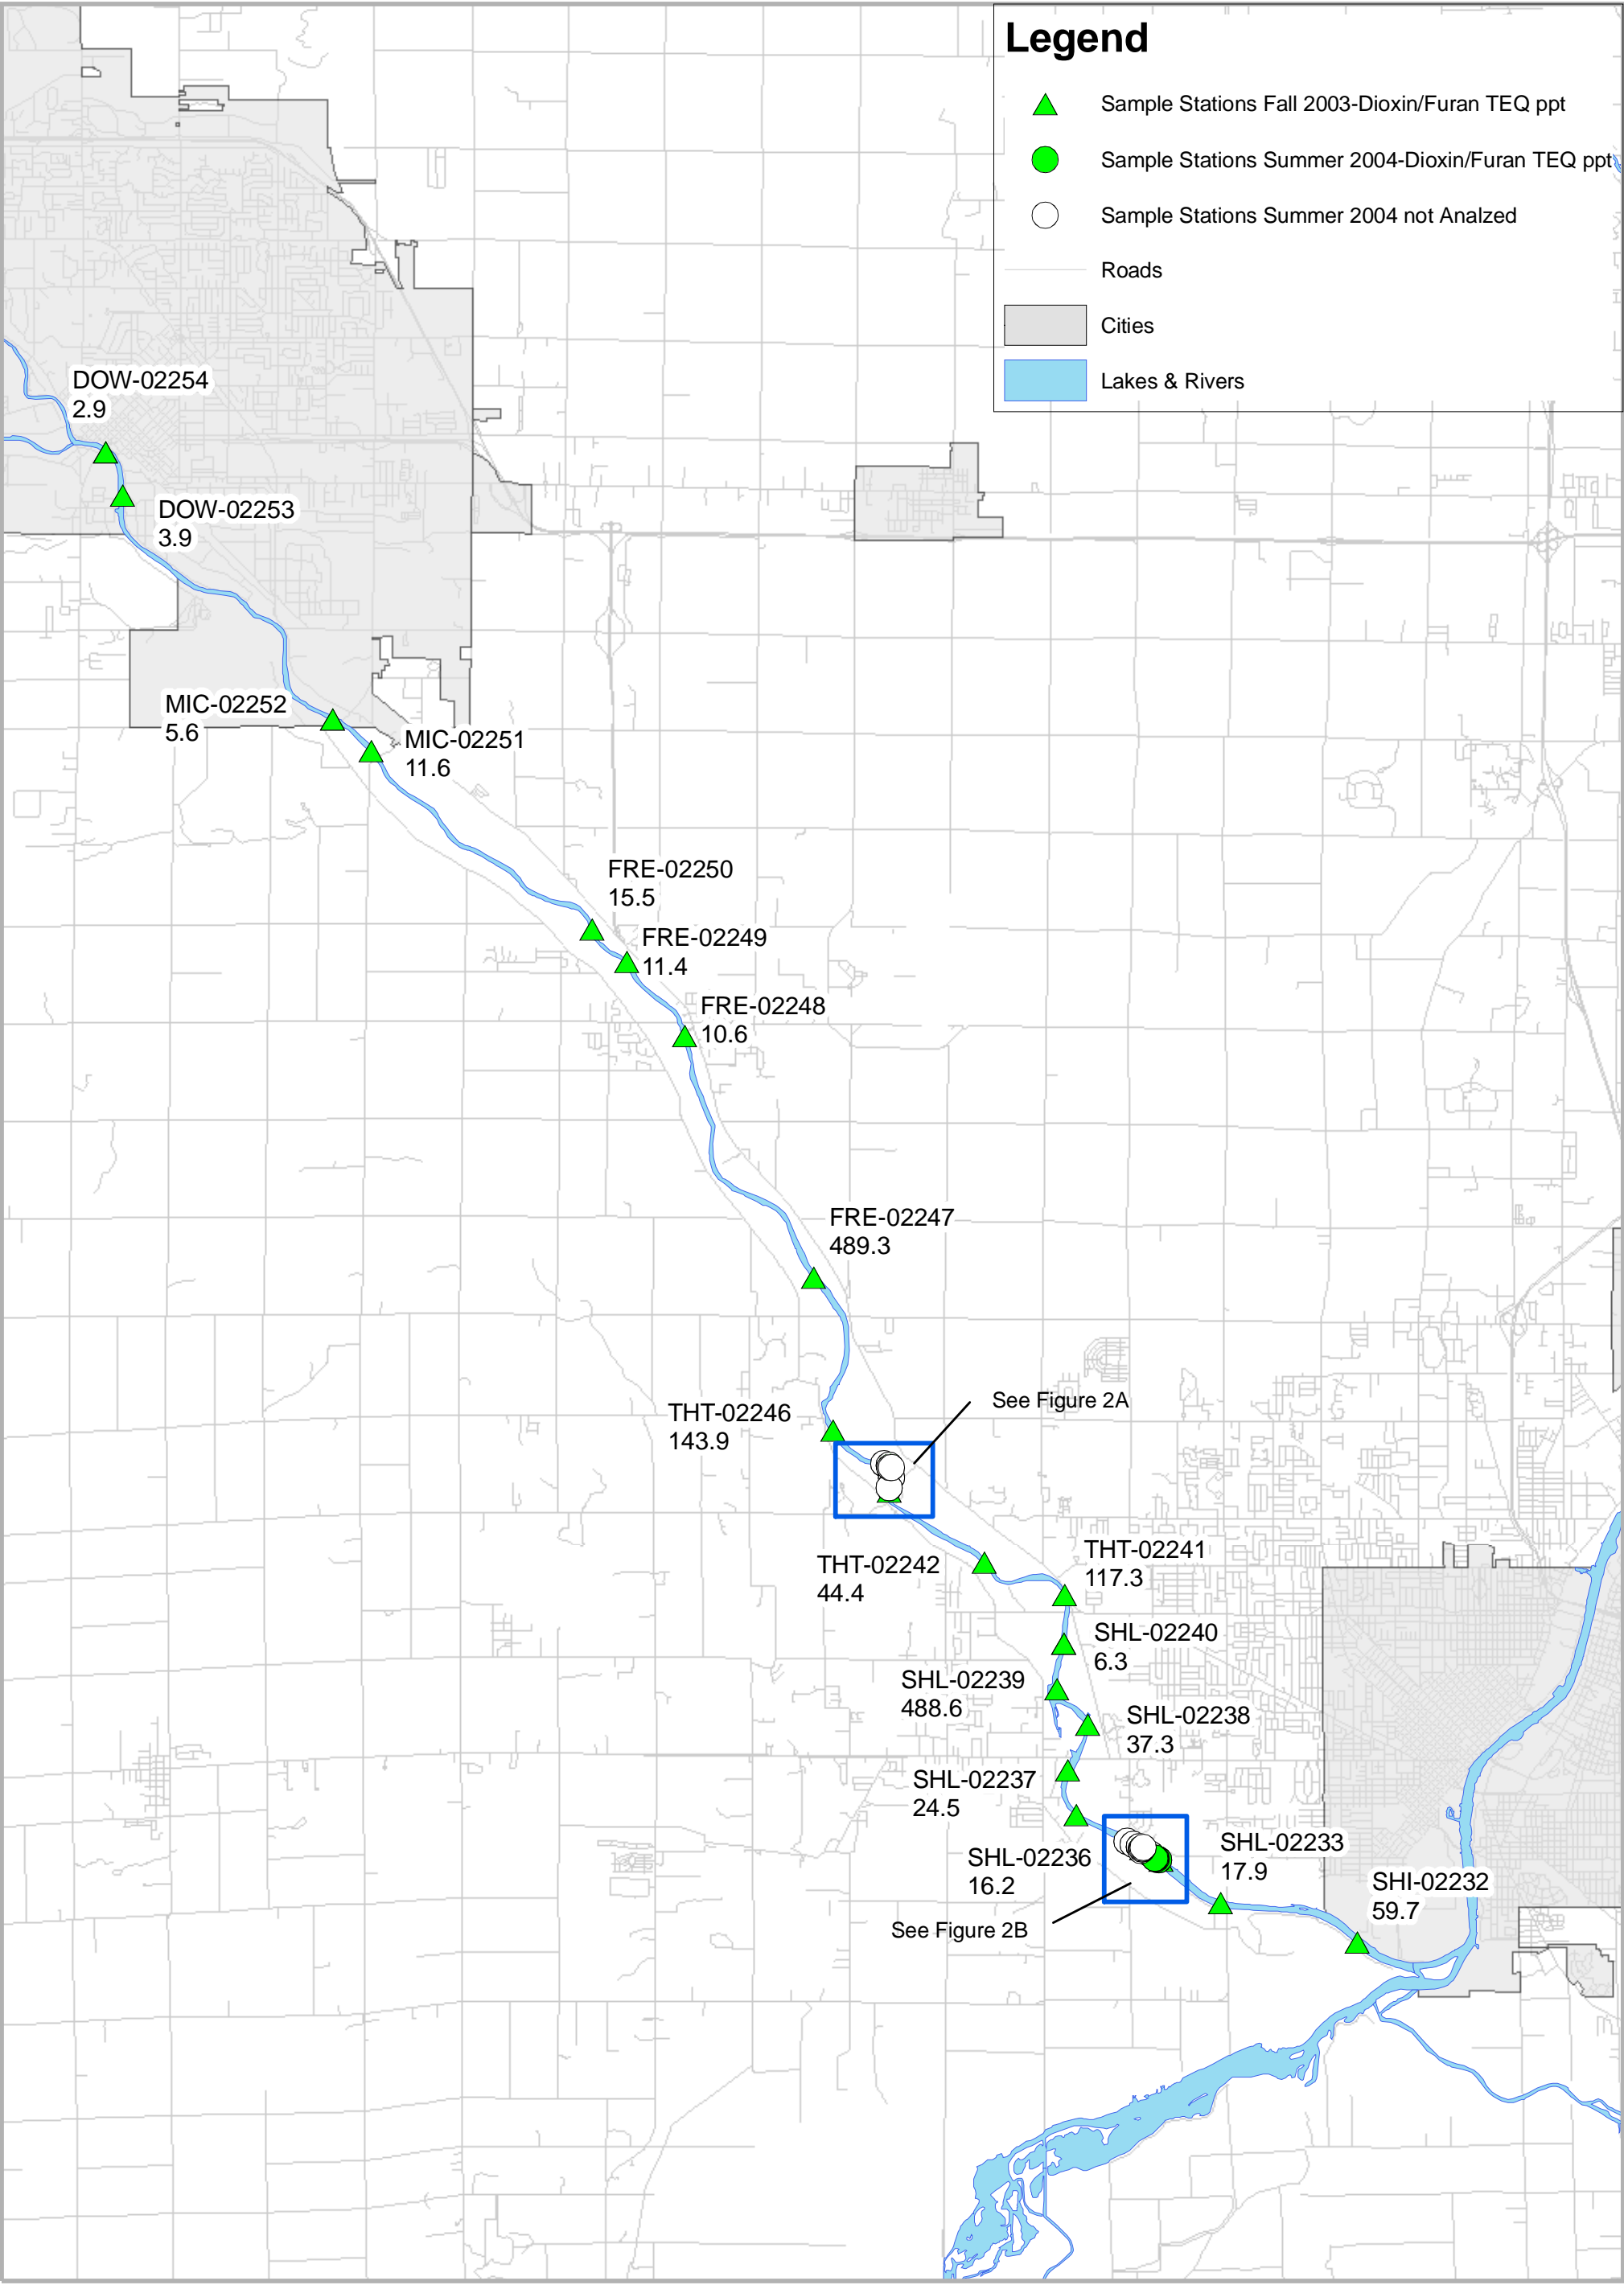 Legend
Sample Stations Fall 2003-Dioxin/Furan TEQ ppt
Sample Stations Summer 2004-Dioxin/Furan TEQ ppt
Sample Stations Summer 2004 not Analzed
Roads
Cities
Lakes & Rivers
DOW-02254
2.9
DOW-02253
3.9
MIC-02252
5.6
MIC-02251
11.6
FRE-02250
15.5
FRE-02249
11.4
FRE-02248
10.6
FRE-02247
489.3
See Figure 2A
THT-02246
143.9
THT-02242
44.4
THT-02241
117.3
SHL-02240
6.3
SHL-02239
488.6
SHL-02238
37.3
SHL-02237
24.5
SHL-02236
16.2
SHL-02233
17.9
SHI-02232
59.7
See Figure 2B